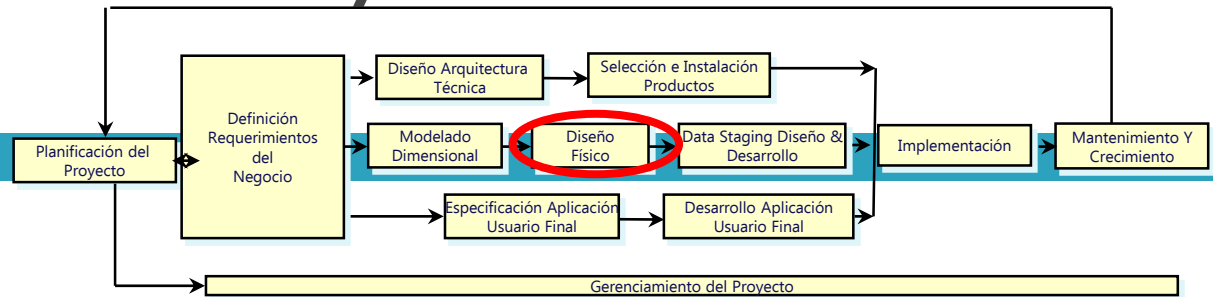 Diseño Arquitectura
Técnica
Selección e Instalación
Productos
Planificación del
Proyecto
Definición
Requerimientos
del
Negocio
Modelado
Dimensional
Diseño
Físico
Data Staging Diseño &
Desarrollo
Implementación
Mantenimiento Y
Crecimiento
Especificación Aplicación
Usuario Final
Desarrollo Aplicación
Usuario Final
Gerenciamiento del Proyecto